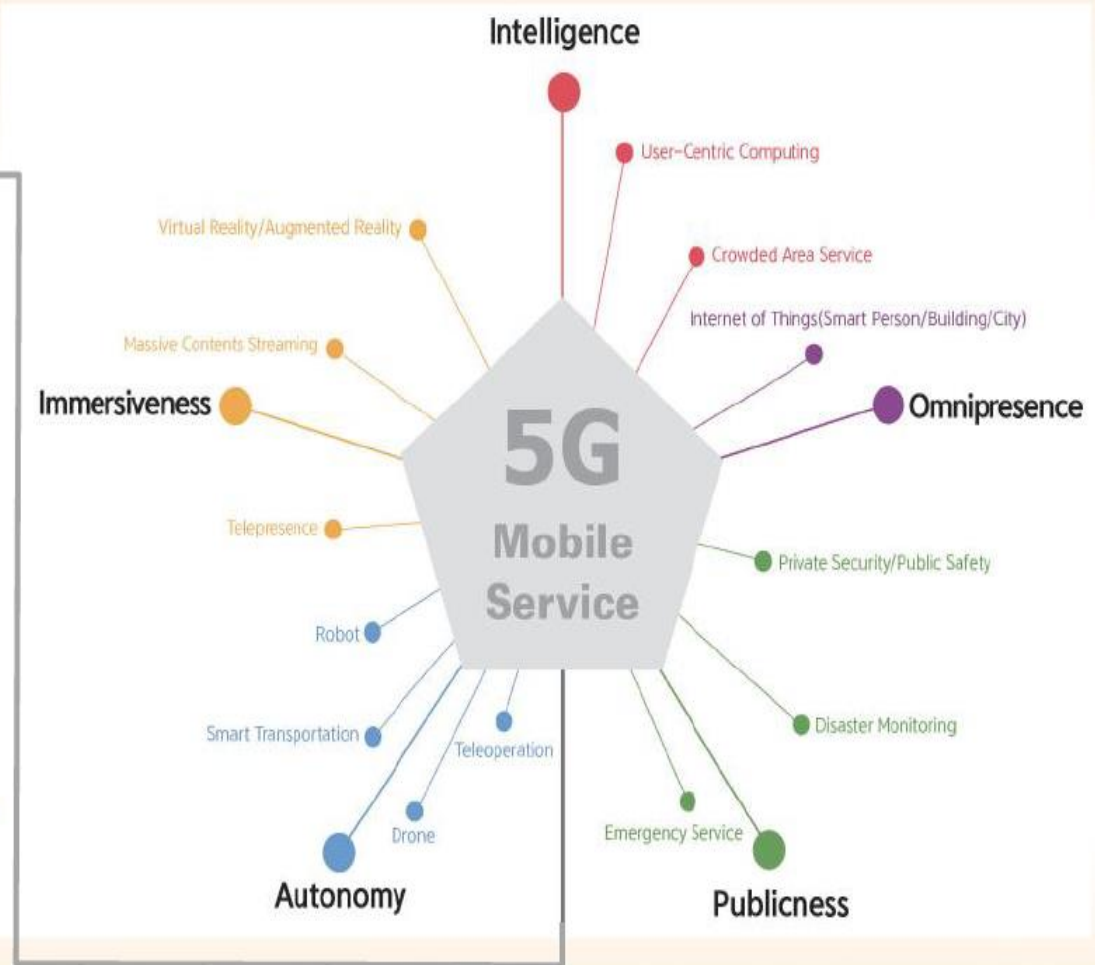 Intelligence
User-Centric Computing
Virtual Reality/Augmented Reality
Crowded Area Service
Internet of Things(Smart Person/Building/City)
Massive Contents Streaming
Immersiveness
Omnipresence
5G
Mobile
Service
Telepresence
Private Security/Public Safety
Robot
Smart Transportation
Teleoperation
Disaster Monitoring
Drone
Emergency Service
Autonomy
Publicness